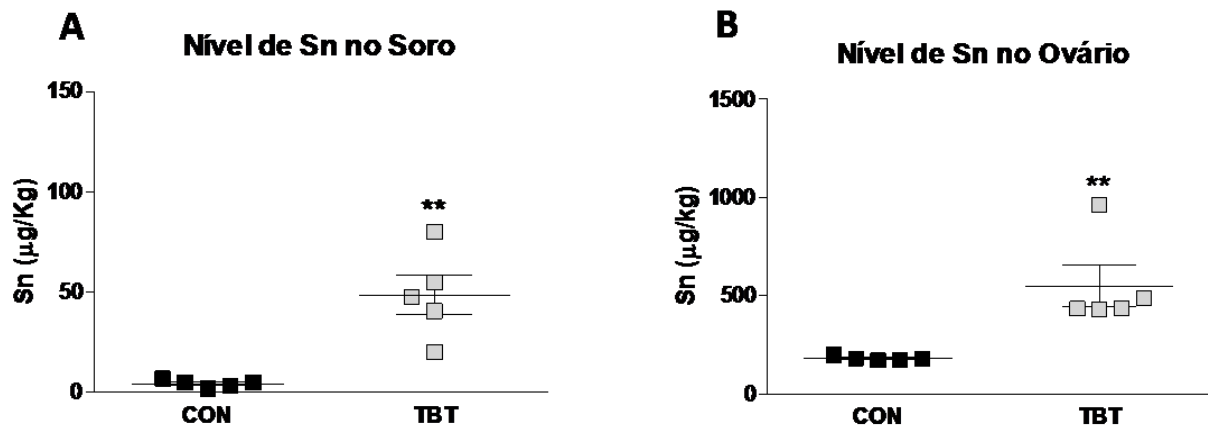 A
Nível de Sn no Soro
150
100
50
0
Sn (µg/Kg)
**
CON
TBT
B
Nível de Sn no Ovário
1500
1000
500
0
Sn (µg/kg)
**
CON
TBT